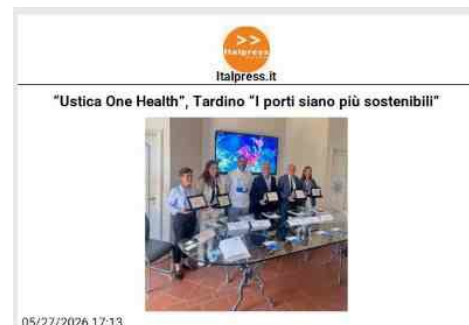 >>
Italpress
Italpress.it
“Ustica One Health”, Tardino “I porti siano più sostenibili”
05/27/2026 17:13